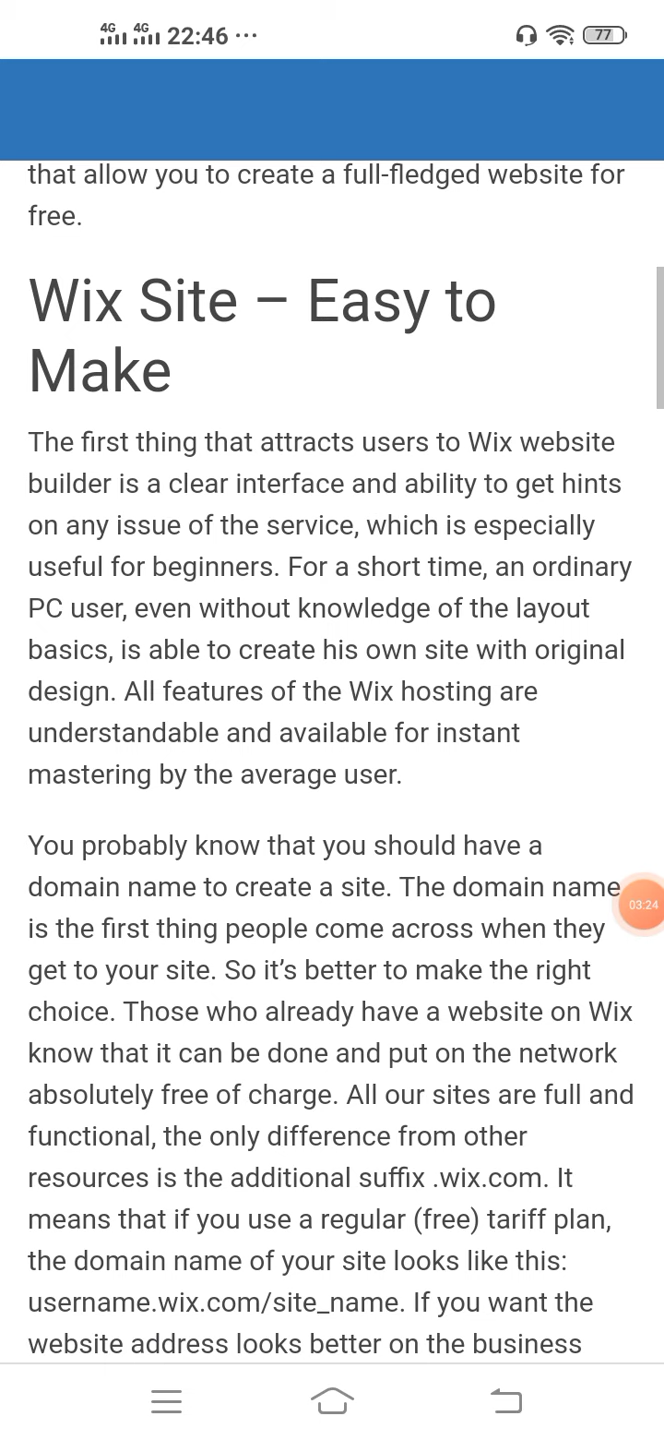 4G 4G 22:46 ··· 77
that allow you to create a full-fledged website for
free.
Wix Site – Easy to
Make
The first thing that attracts users to Wix website
builder is a clear interface and ability to get hints
on any issue of the service, which is especially
useful for beginners. For a short time, an ordinary
PC user, even without knowledge of the layout
basics, is able to create his own site with original
design. All features of the Wix hosting are
understandable and available for instant
mastering by the average user.
You probably know that you should have a
domain name to create a site. The domain name
03:24
is the first thing people come across when they
get to your site. So it’s better to make the right
choice. Those who already have a website on Wix
know that it can be done and put on the network
absolutely free of charge. All our sites are full and
functional, the only difference from other
resources is the additional suffix .wix.com. It
means that if you use a regular (free) tariff plan,
the domain name of your site looks like this:
username.wix.com/site_name. If you want the
website address looks better on the business